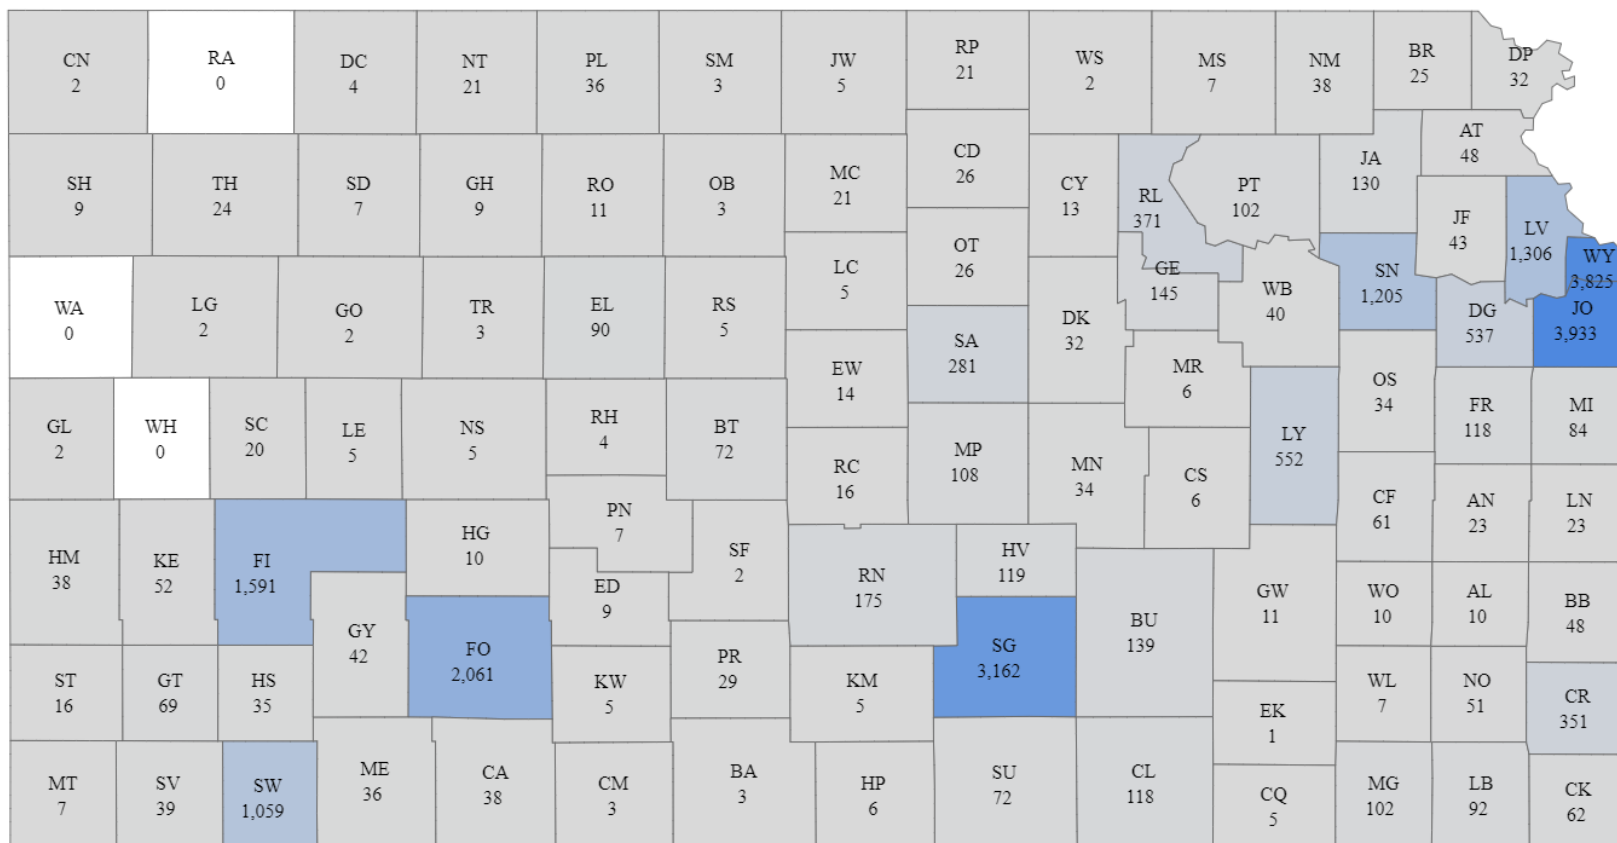 CN
2
RA
0
DC
4
NT
21
PL
36
SM
3
JW
5
RP
21
WS
2
MS
7
NM
38
BR
25
DP
32
SH
9
TH
24
SD
7
GH
9
RO
11
OB
3
MC
21
CD
26
CY
13
RL
371
PT
102
JA
130
AT
48
JF
43
LV
1,306
WY
3,825
WA
0
LG
2
GO
2
TR
3
EL
90
RS
5
LC
5
OT
26
GE
145
WB
40
SN
1,205
DG
537
JO
3,933
GL
2
WH
0
SC
20
LE
5
NS
5
RH
4
BT
72
EW
14
SA
281
DK
32
MR
6
OS
34
FR
118
MI
84
RC
16
MP
108
MN
34
CS
6
LY
552
CF
61
AN
23
LN
23
HM
38
KE
52
FI
1,591
HG
10
PN
7
SF
2
RN
175
HV
119
GW
11
WO
10
AL
10
BB
48
GY
42
FO
2,061
ED
9
PR
29
SG
3,162
BU
139
ST
16
GT
69
HS
35
KW
5
KM
5
EK
1
WL
7
NO
51
CR
351
MT
7
SV
39
SW
1,059
ME
36
CA
38
CM
3
BA
3
HP
6
SU
72
CL
118
CQ
5
MG
102
LB
92
CK
62